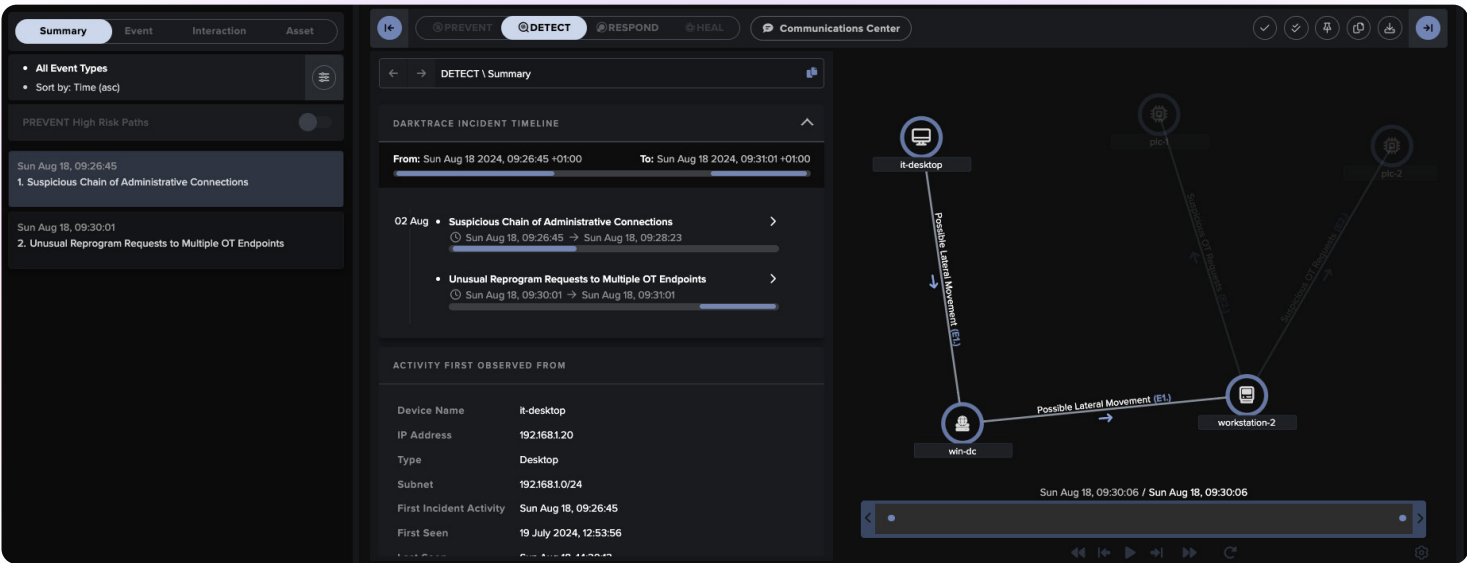 Summary
Event
Interaction
Asset
All Event Types
Sort by: Time (asc)
PREVENT High Risk Paths
Sun Aug 18, 09:26:45
1. Suspicious Chain of Administrative Connections
Sun Aug 18, 09:30:01
2. Unusual Reprogram Requests to Multiple OT Endpoints
PREVENT
DETECT
RESPOND
HEAL
Communications Center
DETECT \ Summary
DARKTRACE INCIDENT TIMELINE
From: Sun Aug 18 2024, 09:26:45 +01:00 To: Sun Aug 18 2024, 09:31:01 +01:00
02 Aug
Suspicious Chain of Administrative Connections
Sun Aug 18, 09:26:45 → Sun Aug 18, 09:28:23
Unusual Reprogram Requests to Multiple OT Endpoints
Sun Aug 18, 09:30:01 → Sun Aug 18, 09:31:01
ACTIVITY FIRST OBSERVED FROM
Device Name it-desktop
IP Address 192.168.1.20
Type Desktop
Subnet 192.168.1.0/24
First Incident Activity Sun Aug 18, 09:26:45
First Seen 19 July 2024, 12:53:56
it-desktop
plc-1
plc-2
Possible Lateral Movement (E1.)
Suspicious OT Requests (E2.)
Suspicious OT Requests (E2.)
Possible Lateral Movement (E1.)
win-dc
workstation-2
Sun Aug 18, 09:30:06 / Sun Aug 18, 09:30:06